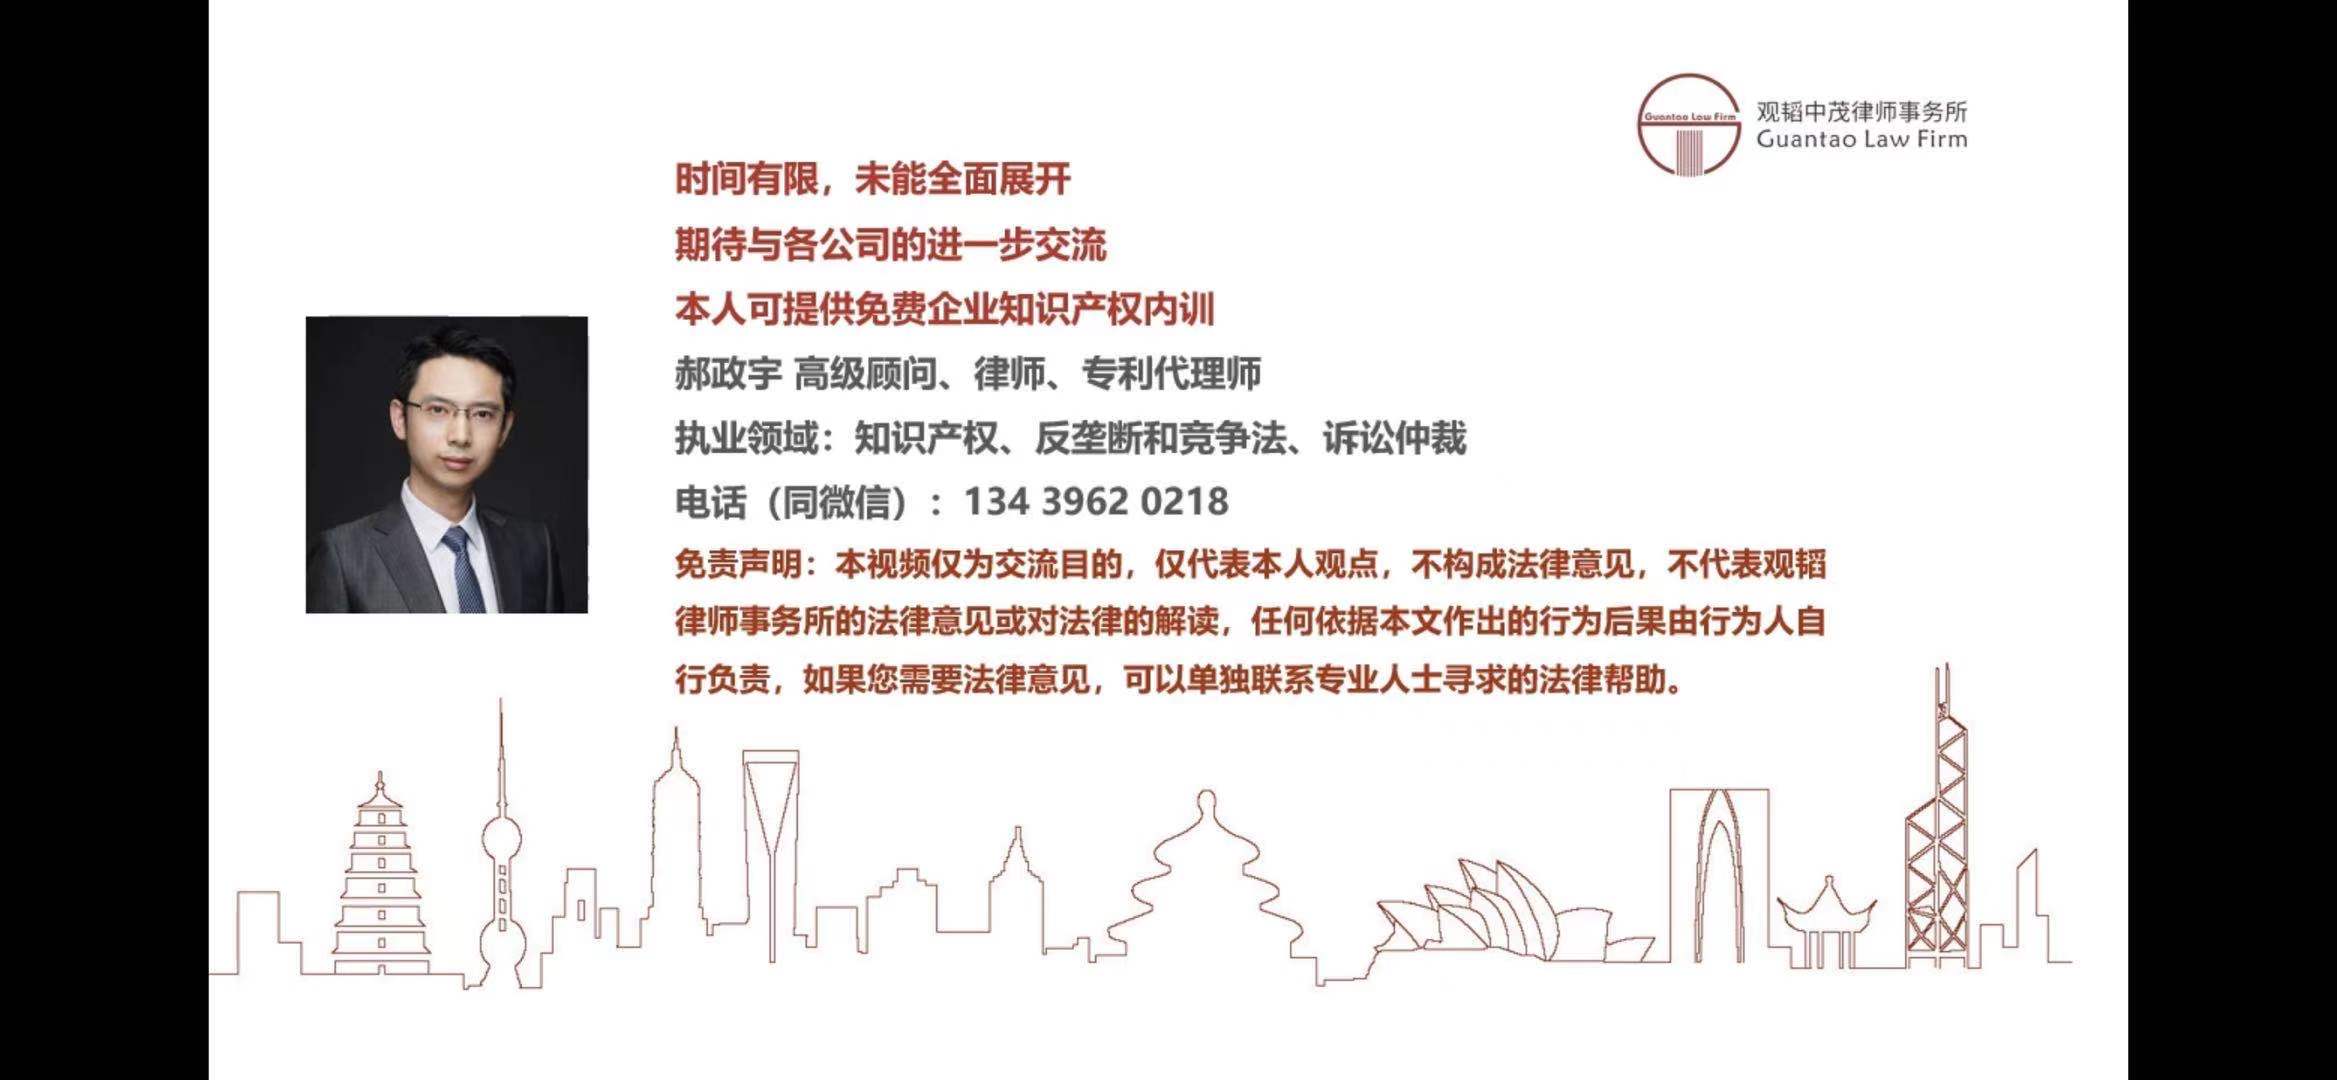 Guantao Law Firm
观韬中茂律师事务所
Guantao Law Firm
时间有限，未能全面展开
期待与各公司的进一步交流
本人可提供免费企业知识产权内训
郝政宇 高级顾问、律师、专利代理师
执业领域：知识产权、反垄断和竞争法、诉讼仲裁
电话（同微信）：134 3962 0218
免责声明：本视频仅为交流目的，仅代表本人观点，不构成法律意见，不代表观韬
律师事务所的法律意见或对法律的解读，任何依据本文作出的行为后果由行为人自
行负责，如果您需要法律意见，可以单独联系专业人士寻求的法律帮助。